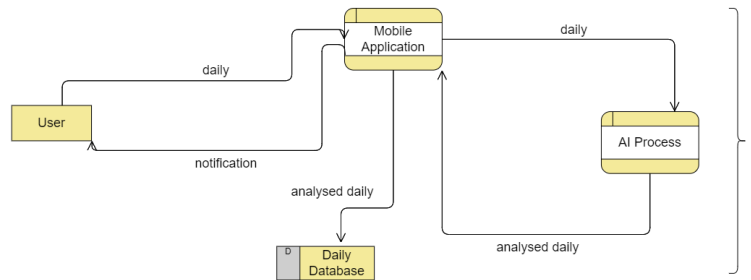 Mobile
Application
daily
daily
User
AI Process
notification
analysed daily
analysed daily
D
Daily
Database